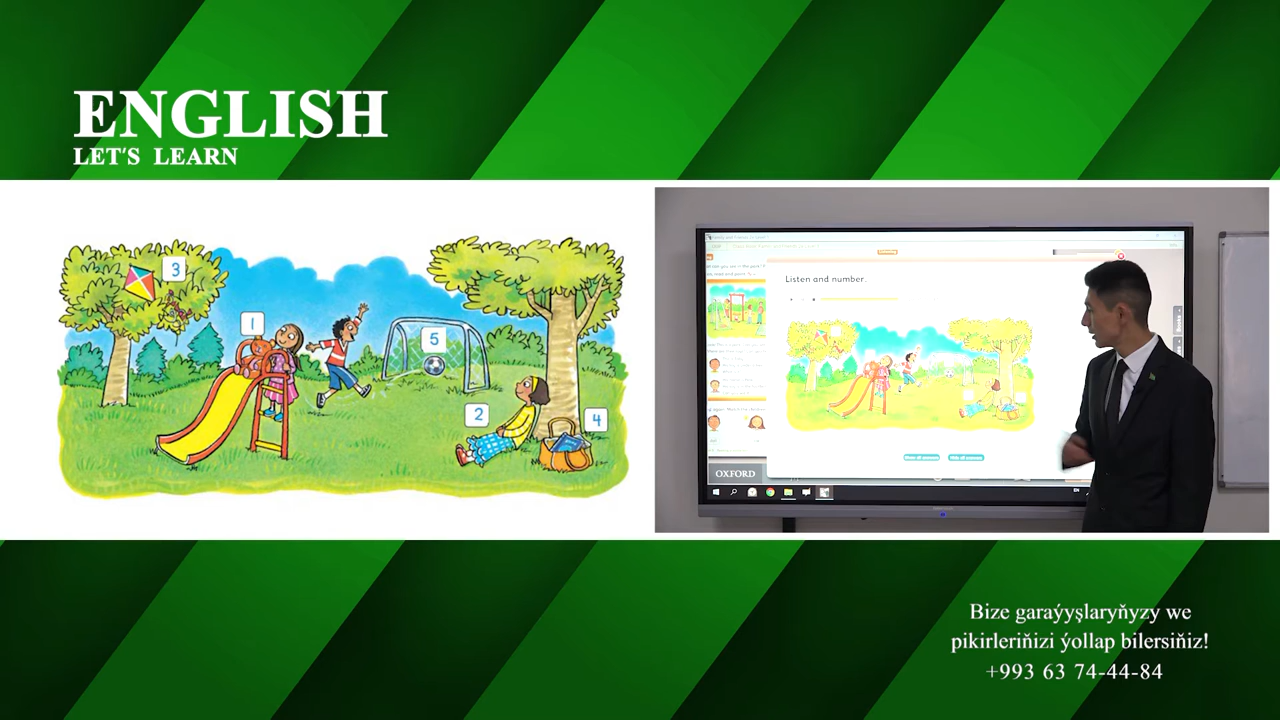 ENGLISH
LET'S LEARN
3
1
5
2
4
Listen and number.
OXFORD
EN
Bize garaýyşlaryňyzy we
pikirleriňizi ýollap bilersiňiz!
+993 63 74-44-84